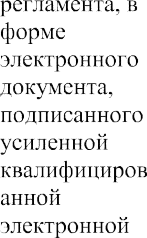 регламента, в
форме
электронного
документа,
подписанного
усиленной
квалифициров
анной
электронной